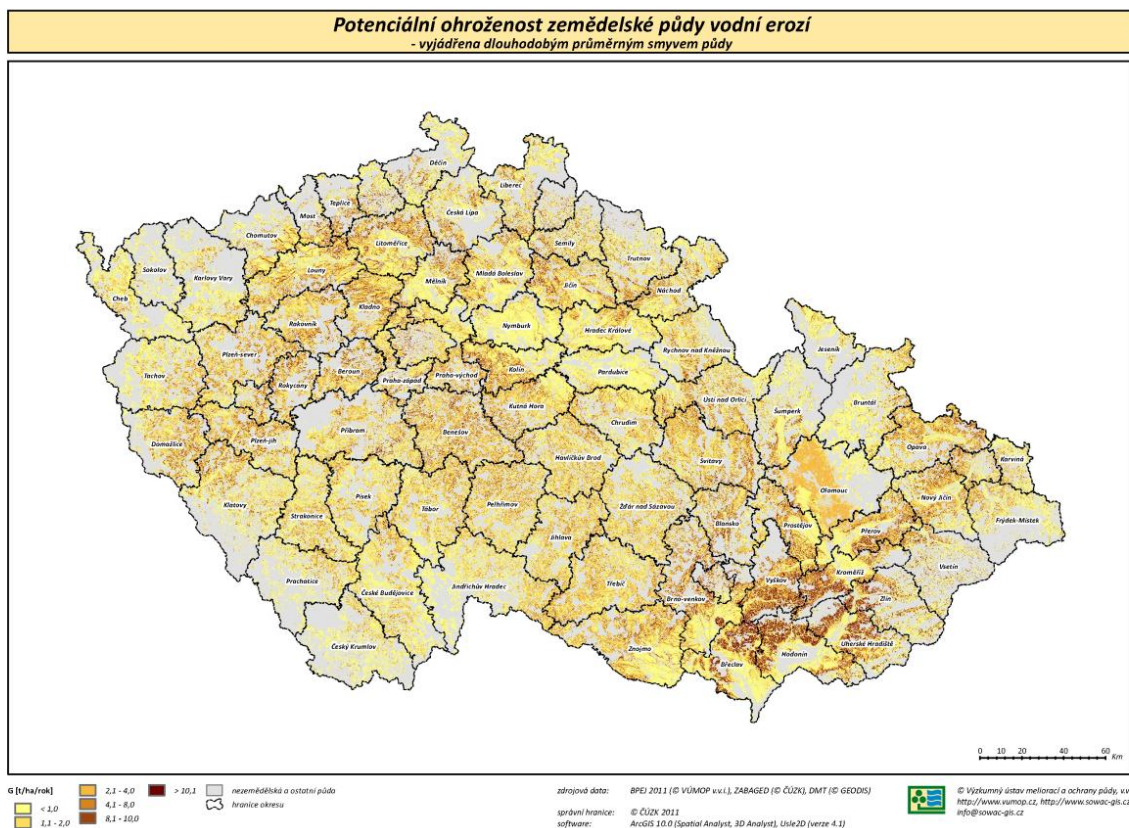 Potenciální ohroženost zemědelské půdy vodní erozí
- vyjádřena dlouhodobým průměrným smyvem půdy
Děčín
Liberec
Teplice
Most
Česká Lípa
Chomutov
Litoměřice
Semily
Trutnov
Sokolov
Karlovy Vary
Louny
Mladá Boleslav
Mělník
Jičín
Náchod
Cheb
Kladno
Rakovník
Nymburk
Hradec Králové
Rychnov nad Kněžnou
Jeseník
Plzeň-sever
Kolín
Beroun
Praha-východ
Praha-západ
Pardubice
Tachov
Rokycany
Ústí nad Orlicí
Šumperk
Bruntál
Kutná Hora
Chrudim
Příbram
Benešov
Domažlice
Plzeň-jih
Opava
Karviná
Havlíčkův Brod
Svitavy
Olomouc
Nový Jičín
Klatovy
Písek
Strakonice
Tábor
Pelhřimov
Žďár nad Sázavou
Frýdek-Místek
Blansko
Prostějov
Přerov
Jihlava
Vsetín
Prachatice
Třebíč
Vyškov
Kroměříž
Zlín
České Budějovice
Brno-venkov
Uherské Hradiště
Český Krumlov
Znojmo
Hodonín
Břeclav
0 10 20 40 60
Km
G [t/ha/rok]
< 1,0
1,1 - 2,0
2,1 - 4,0
4,1 - 8,0
8,1 - 10,0
> 10,1
nezemědělská a ostatní půda
hranice okresu
zdrojová data: BPEJ 2011 (© VÚMOP v.v.i.), ZABAGED (© ČÚZK), DMT (© GEODIS)
správní hranice: © ČÚZK 2011
software: ArcGIS 10.0 (Spatial Analyst, 3D Analyst), Usle2D (verze 4.1)
© Výzkumný ústav meliorací a ochrany půdy, v.v
http://www.vumop.cz, http://www.sowac-gis.cz
info@sowac-gis.cz